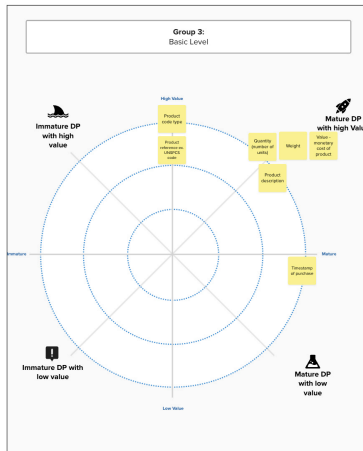 Group 3:
Basic Level
High Value
Immature DP
with high
value
Mature DP
with high Valu
Product
code type
Product
reference ex.
UNSPCS
code
Quantity
(number of
units)
Weight
Value -
monetary
cost of
product
Product
description
Immature
Mature
Timestamp
of purchase
Immature DP with
low value
Mature DP
with low
value
Low Value